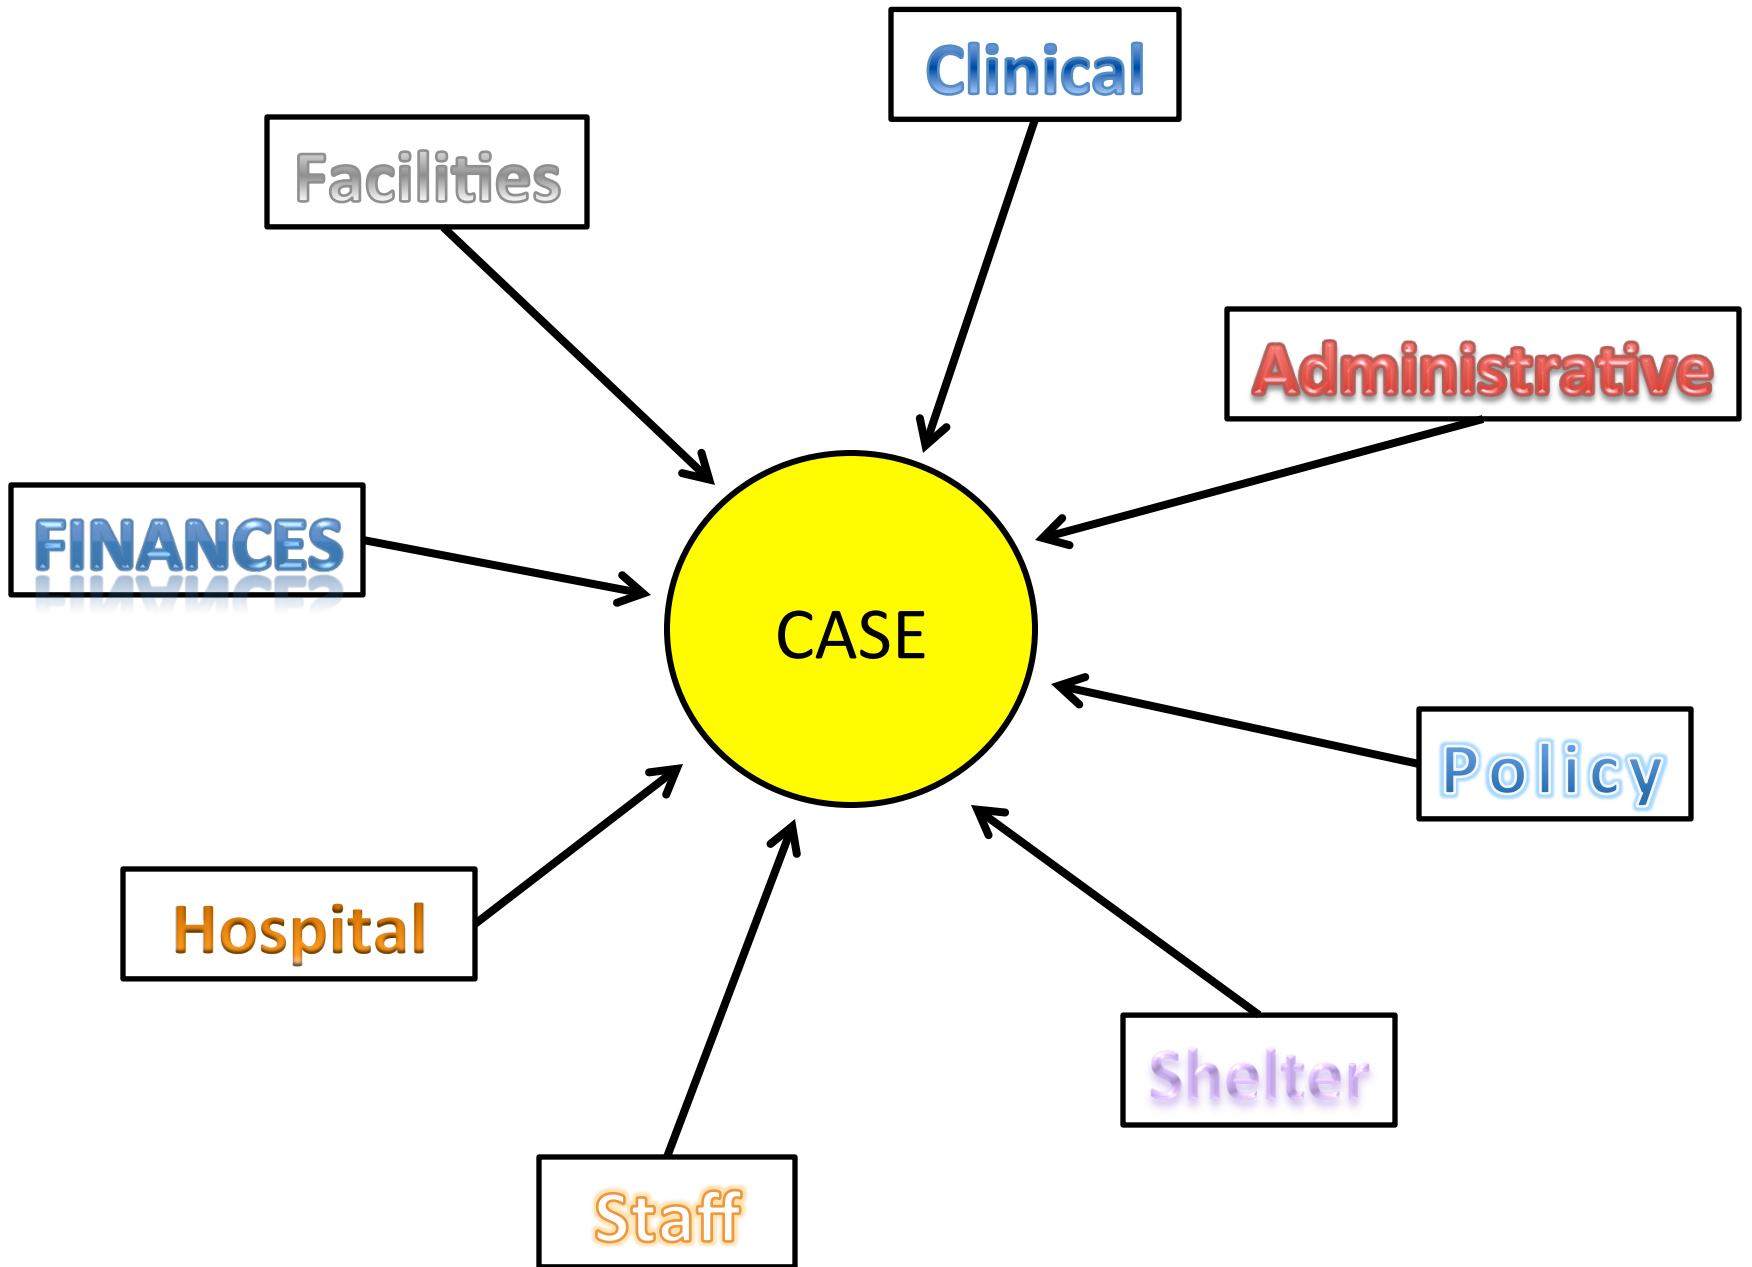 Clinical
Facilities
Administrative
FINANCES
CASE
Policy
Hospital
Shelter
Staff